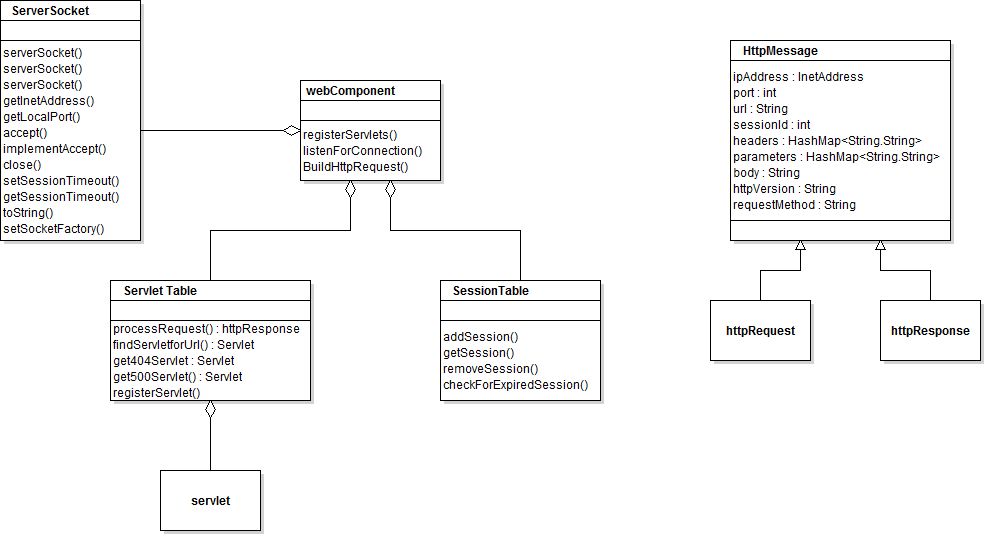 ServerSocket
serverSocket()
serverSocket()
serverSocket()
getInetAddress()
getLocalPort()
accept()
implementAccept()
close()
setSessionTimeout()
getSessionTimeout()
toString()
setSocketFactory()
webComponent
registerServlets()
listenForConnection()
BuildHttpRequest()
HttpMessage
ipAddress : InetAddress
port : int
url : String
sessionId : int
headers : HashMap<String.String>
parameters : HashMap<String.String>
body : String
httpVersion : String
requestMethod : String
Servlet Table
processRequest() : httpResponse
findServletforUrl() : Servlet
get404Servlet : Servlet
get500Servlet() : Servlet
registerServlet()
SessionTable
addSession()
getSession()
removeSession()
checkForExpiredSession()
httpRequest
httpResponse
servlet